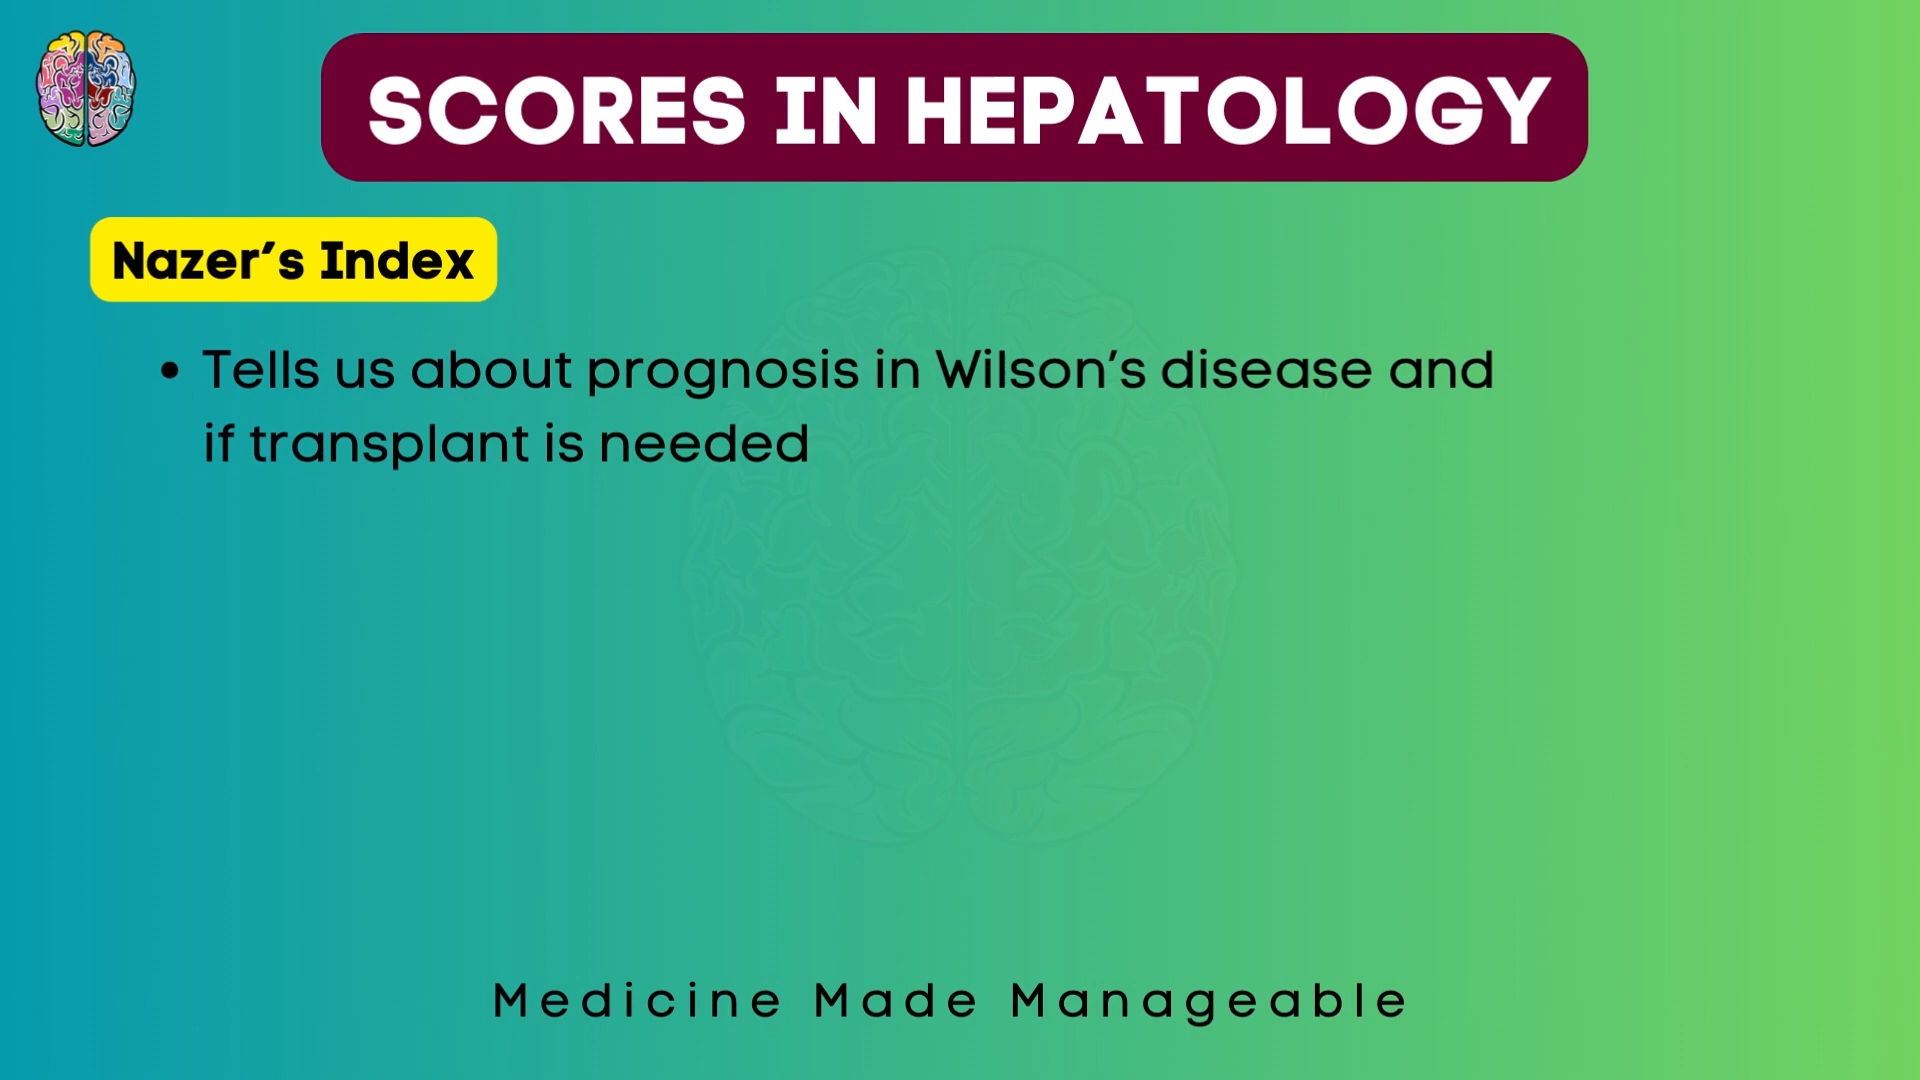 SCORES IN HEPATOLOGY
Nazer’s Index
• Tells us about prognosis in Wilson’s disease and
if transplant is needed
Medicine Made Manageable